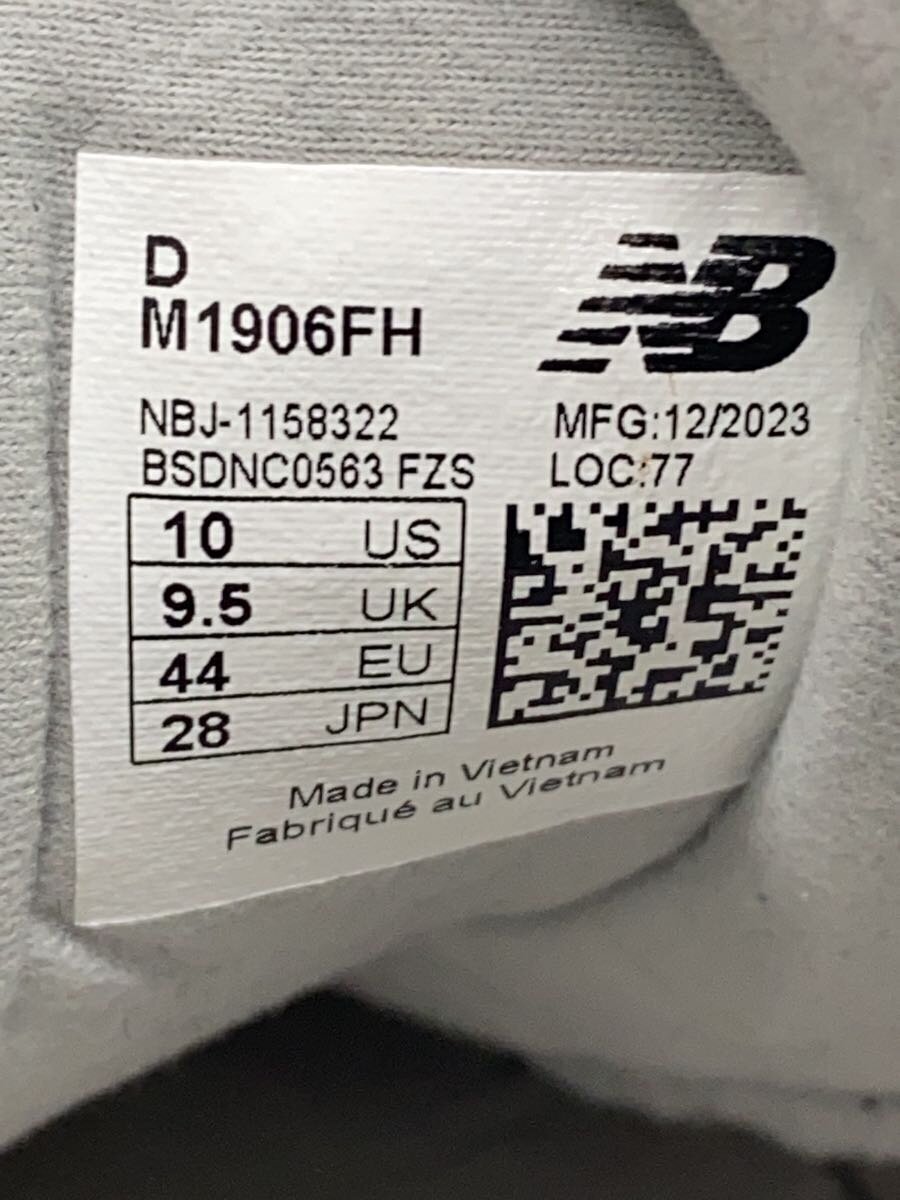 D
M1906FH
NB
NBJ-1158322
MFG:12/2023
BSDNC0563 FZS
LOC:77
10 US
9.5 UK
44 EU
28 JPN
Made in Vietnam
Fabriqué au Vietnam